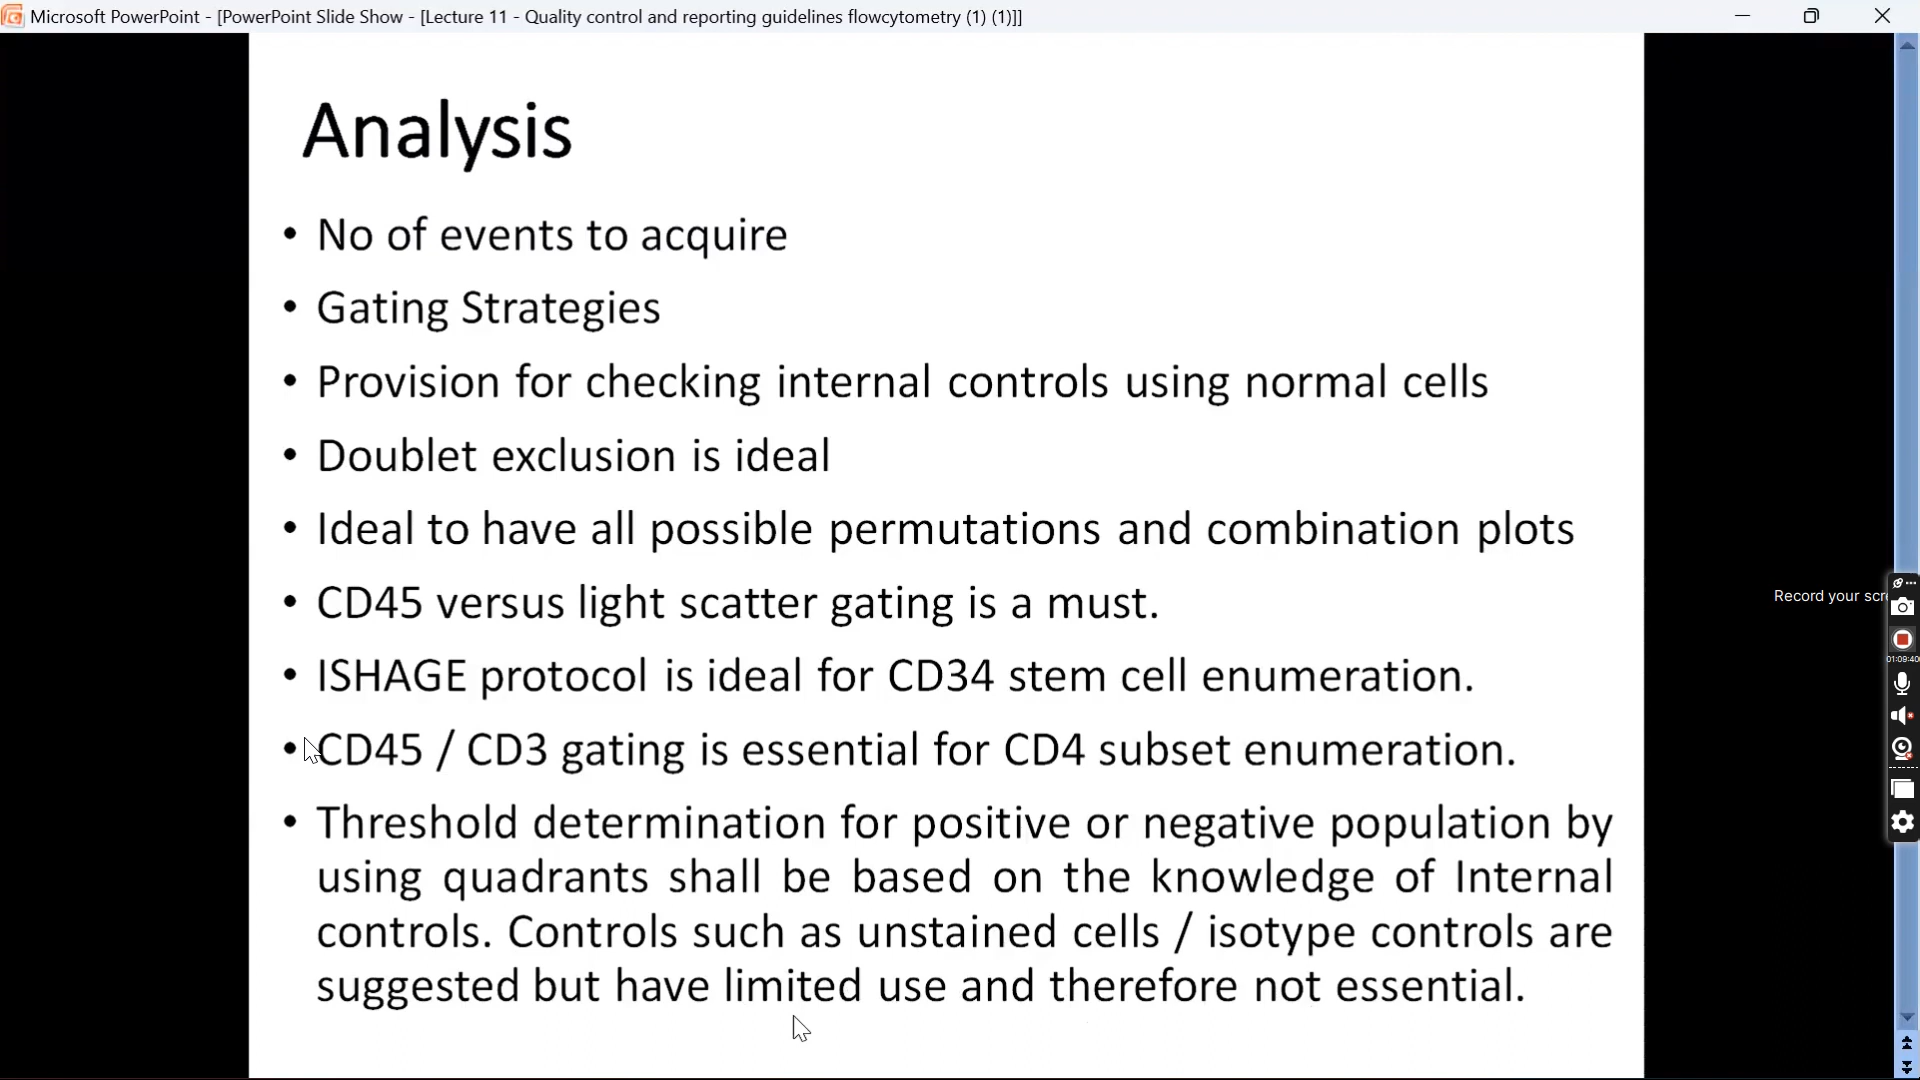 Microsoft PowerPoint - [PowerPoint Slide Show - [Lecture 11 - Quality control and reporting guidelines flowcytometry (1) (1)]]
Analysis
• No of events to acquire
• Gating Strategies
• Provision for checking internal controls using normal cells
• Doublet exclusion is ideal
• Ideal to have all possible permutations and combination plots
• CD45 versus light scatter gating is a must.
Record your scre
• ISHAGE protocol is ideal for CD34 stem cell enumeration.
01:09:40
• CD45 / CD3 gating is essential for CD4 subset enumeration.
• Threshold determination for positive or negative population by
using quadrants shall be based on the knowledge of Internal
controls. Controls such as unstained cells / isotype controls are
suggested but have limited use and therefore not essential.